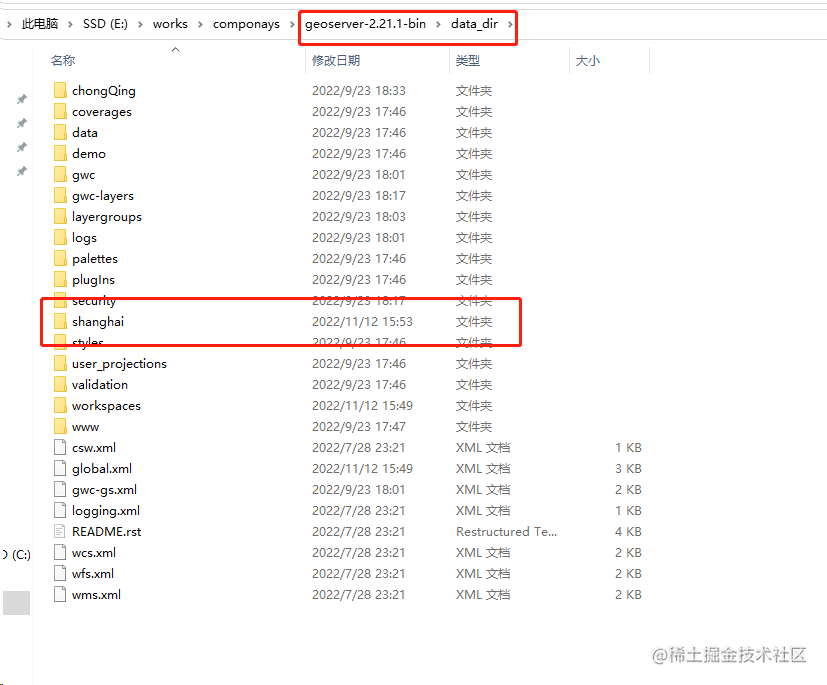 此电脑 SSD (E:) works componays geoserver-2.21.1-bin data_dir
名称 修改日期 类型 大小
chongQing 2022/9/23 18:33 文件夹
coverages 2022/9/23 17:46 文件夹
data 2022/9/23 17:46 文件夹
demo 2022/9/23 17:46 文件夹
gwc 2022/9/23 18:01 文件夹
gwc-layers 2022/9/23 18:17 文件夹
layergroups 2022/9/23 18:03 文件夹
logs 2022/9/23 18:01 文件夹
palettes 2022/9/23 17:46 文件夹
plugIns 2022/9/23 17:46 文件夹
security 2022/9/23 18:17 文件夹
shanghai 2022/11/12 15:53 文件夹
styles 2022/9/23 17:46 文件夹
user_projections 2022/9/23 17:46 文件夹
validation 2022/9/23 17:46 文件夹
workspaces 2022/11/12 15:49 文件夹
www 2022/9/23 17:47 文件夹
csw.xml 2022/7/28 23:21 XML 文档 1 KB
global.xml 2022/11/12 15:49 XML 文档 3 KB
gwc-gs.xml 2022/9/23 18:01 XML 文档 2 KB
logging.xml 2022/7/28 23:21 XML 文档 1 KB
README.rst 2022/7/28 23:21 Restructured Te... 4 KB
(C:) wcs.xml 2022/7/28 23:21 XML 文档 2 KB
wfs.xml 2022/7/28 23:21 XML 文档 2 KB
wms.xml 2022/7/28 23:21 XML 文档 2 KB
@稀土掘金技术社区